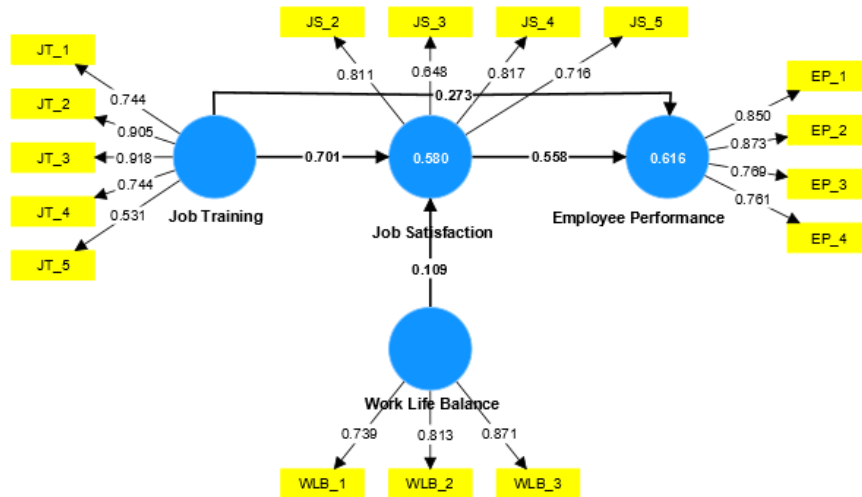 JS_2
JS_3
JS_4
JS_5
JT_1
JT_2
JT_3
JT_4
JT_5
0.811
0.648
0.817
0.716
0.744
0.905
0.918
0.744
0.531
0.273
EP_1
EP_2
EP_3
EP_4
0.850
0.873
0.769
0.761
0.701
0.580
0.558
0.616
Job Training
Job Satisfaction
Employee Performance
0.109
Work Life Balance
0.739
0.813
0.871
WLB_1
WLB_2
WLB_3